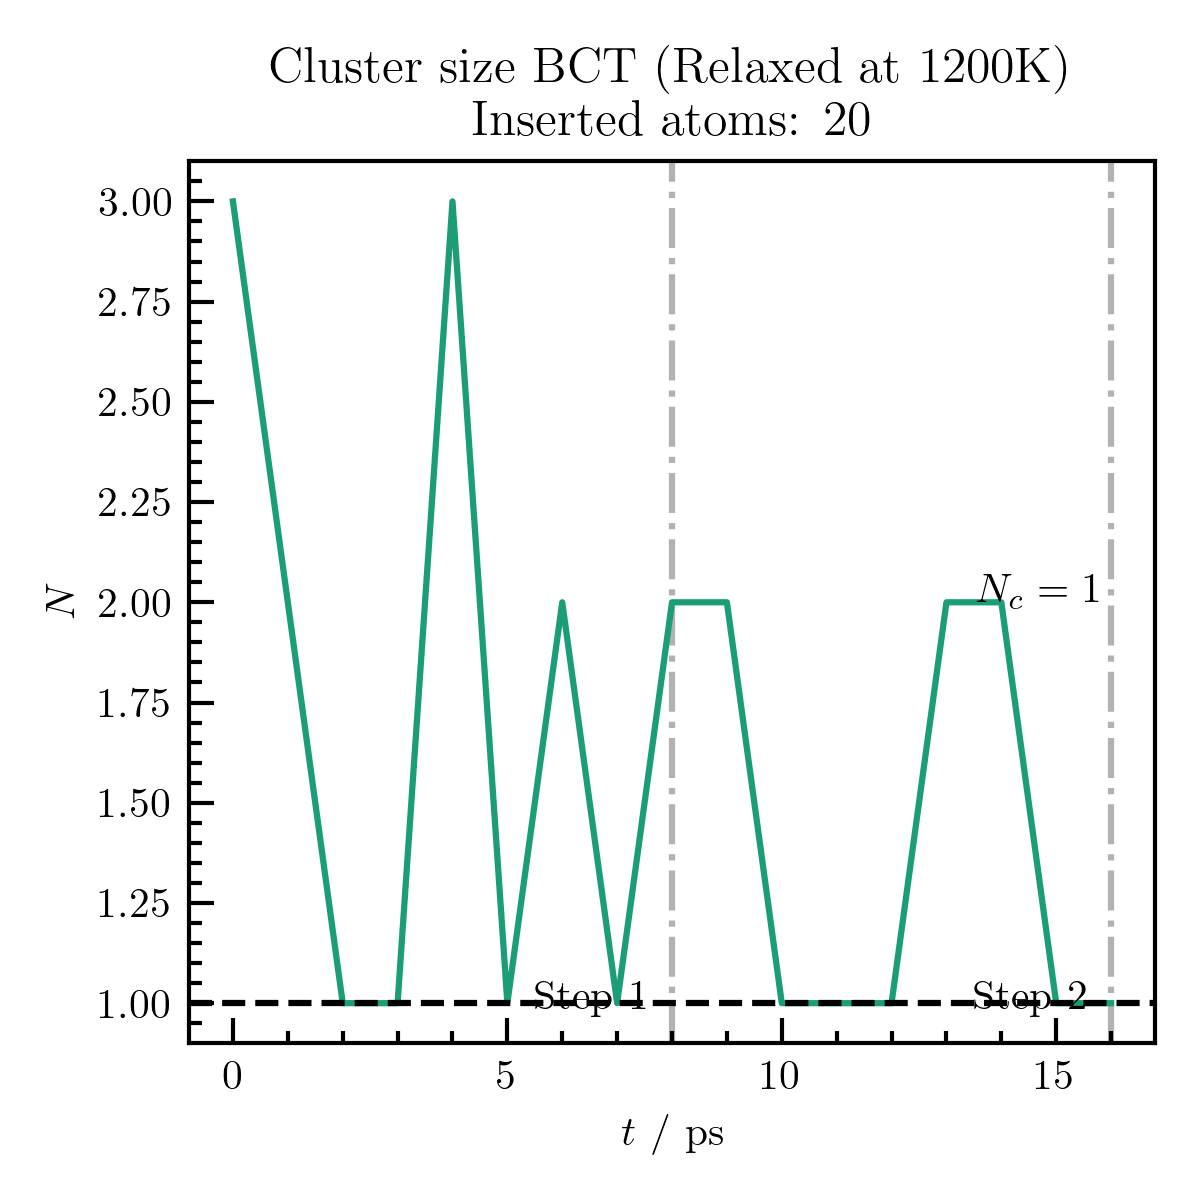 Cluster size BCT (Relaxed at 1200K)
Inserted atoms: 20
3.00
2.75
2.50
2.25
2.00
1.75
1.50
1.25
1.00
N
N_c = 1
Step 1
Step 2
0 5 10 15
t / ps